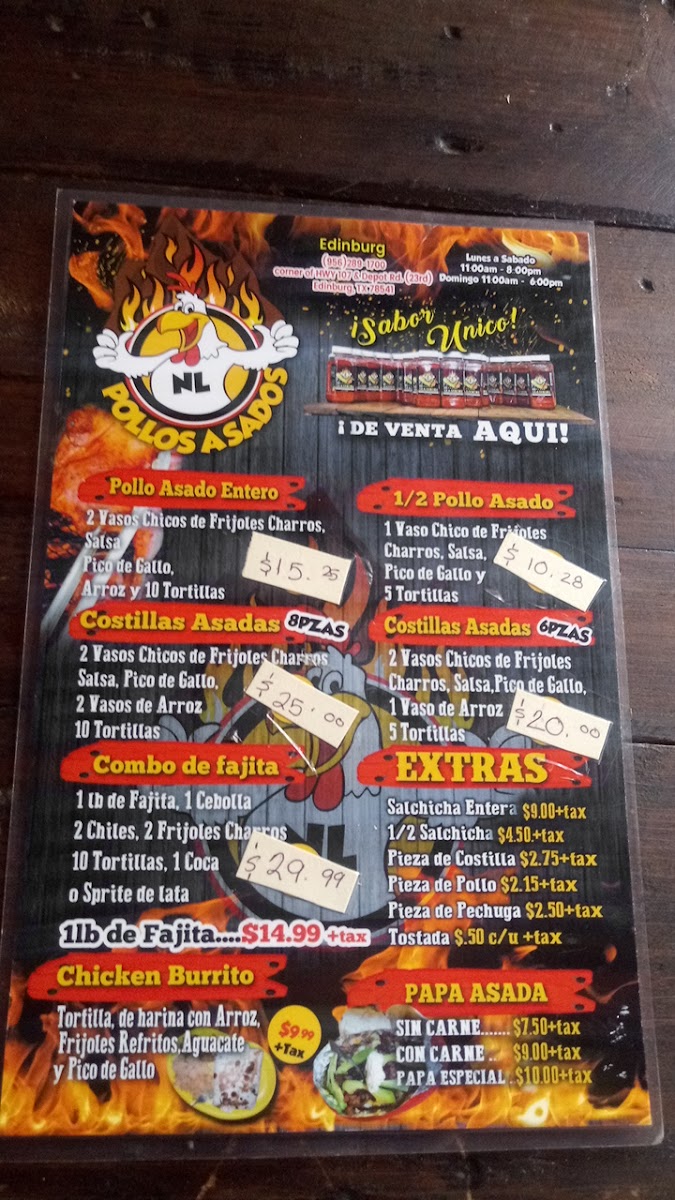 NL
POLLOS ASADOS
Edinburg
(956)289-1700
corner of HWY 107 & Depot Rd. (23rd)
Edinburg, TX 78541
Lunes a Sabado
11:00am - 8:00pm
Domingo 11:00am - 6:00pm
¡Sabor Unico!
¡DE VENTA AQUI!
Pollo Asado Entero
2 Vasos Chicos de Frijoles Charros,
Salsa
Pico de Gallo,
Arroz y 10 Tortillas
$15.25
1/2 Pollo Asado
1 Vaso Chico de Frijoles
Charros, Salsa,
Pico de Gallo y
5 Tortillas
$10.28
Costillas Asadas 8PZAS
2 Vasos Chicos de Frijoles Charros
Salsa, Pico de Gallo,
2 Vasos de Arroz
10 Tortillas
$25.00
Costillas Asadas 6PZAS
2 Vasos Chicos de Frijoles
Charros, Salsa, Pico de Gallo,
1 Vaso de Arroz
5 Tortillas
$20.00
Combo de fajita
1 lb de Fajita, 1 Cebolla
2 Chiles, 2 Frijoles Charros
10 Tortillas, 1 Coca
o Sprite de lata
$29.99
1lb de Fajita....$14.99 +tax
EXTRAS
Salchicha Entera $9.00+tax
1/2 Salchicha $4.50.+tax
Pieza de Costilla $2.75+tax
Pieza de Pollo $2.15+tax
Pieza de Pechuga $2.50+tax
Tostada $.50 c/u +tax
Chicken Burrito
Tortilla, de harina con Arroz,
Frijoles Refritos, Aguacate
y Pico de Gallo
$9.99
+Tax
PAPA ASADA
SIN CARNE....... $7.50+tax
CON CARNE .. $9.00+tax
PAPA ESPECIAL .$10.00+tax
NL